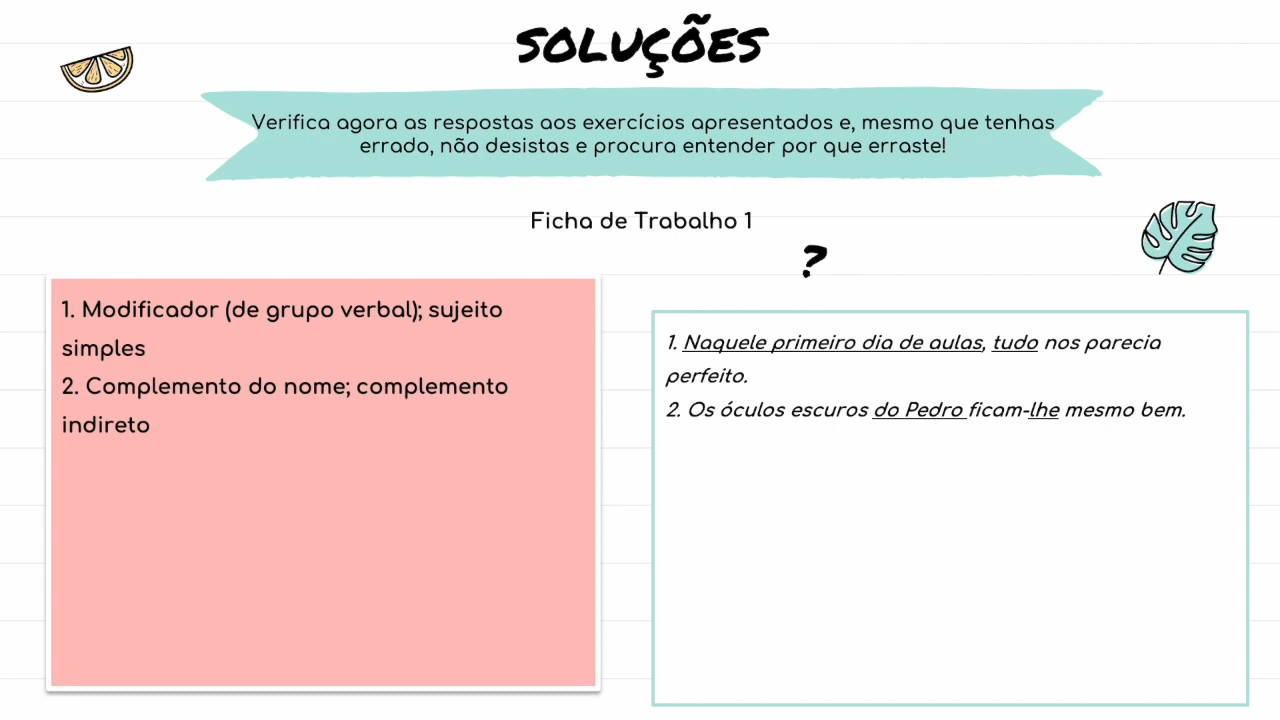 SOLUÇÕES
Verifica agora as respostas aos exercícios apresentados e, mesmo que tenhas
errado, não desistas e procura entender por que erraste!
Ficha de Trabalho 1
?
1. Modificador (de grupo verbal); sujeito
simples
2. Complemento do nome; complemento
indireto
1. Naquele primeiro dia de aulas, tudo nos parecia
perfeito.
2. Os óculos escuros do Pedro ficam-lhe mesmo bem.